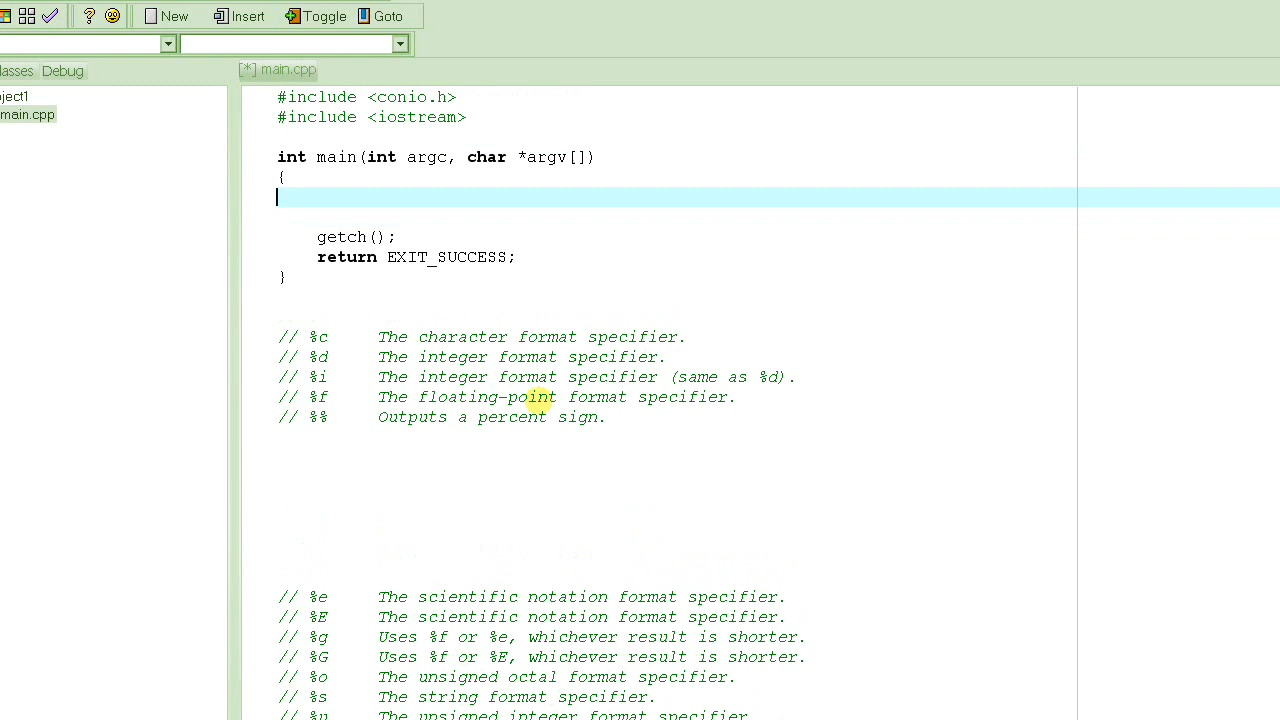 ? New Insert Toggle Goto
lasses Debug [*] main.cpp
ject1
main.cpp
#include <conio.h>
#include <iostream>
int main(int argc, char *argv[])
{
getch();
return EXIT_SUCCESS;
}
// %c The character format specifier.
// %d The integer format specifier.
// %i The integer format specifier (same as %d).
// %f The floating-point format specifier.
// %% Outputs a percent sign.
// %e The scientific notation format specifier.
// %E The scientific notation format specifier.
// %g Uses %f or %e, whichever result is shorter.
// %G Uses %f or %E, whichever result is shorter.
// %o The unsigned octal format specifier.
// %s The string format specifier.
// %u The unsigned integer format specifier.